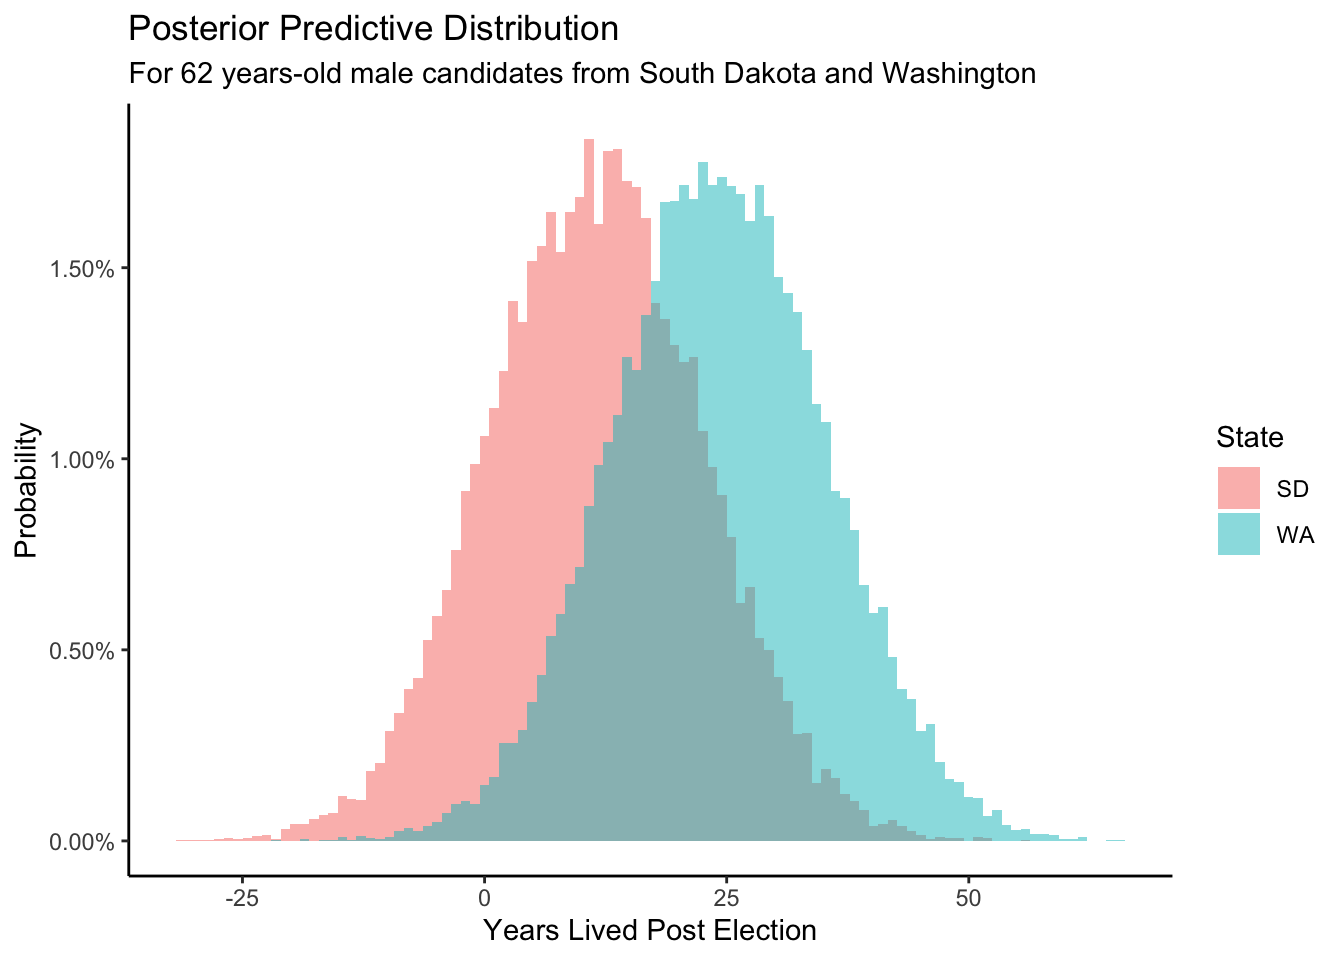 Posterior Predictive Distribution
For 62 years-old male candidates from South Dakota and Washington
Probability
1.50%
1.00%
0.50%
0.00%
-25 0 25 50
Years Lived Post Election
State
SD
WA